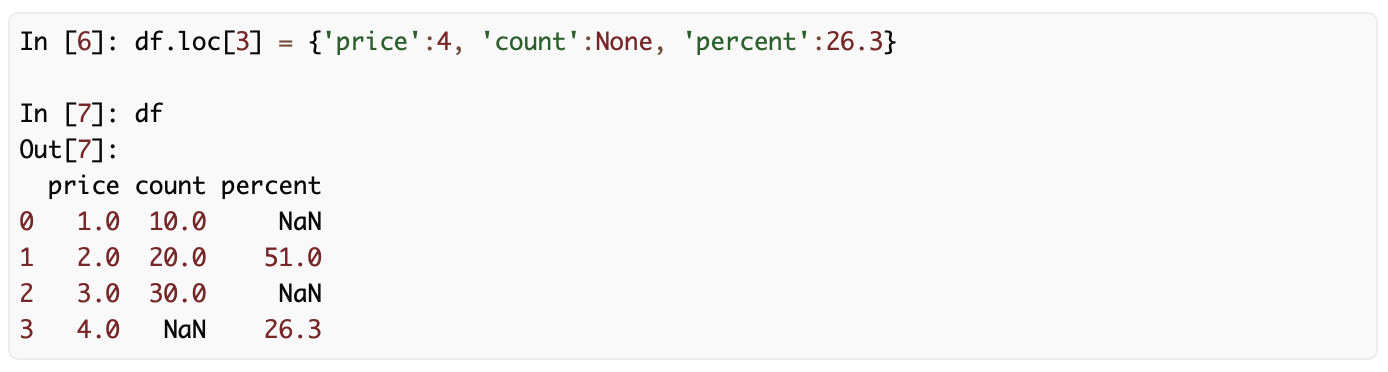 In [6]: df.loc[3] = {'price':4, 'count':None, 'percent':26.3}
In [7]: df
Out[7]:
  price count percent
0   1.0  10.0     NaN
1   2.0  20.0    51.0
2   3.0  30.0     NaN
3   4.0   NaN    26.3